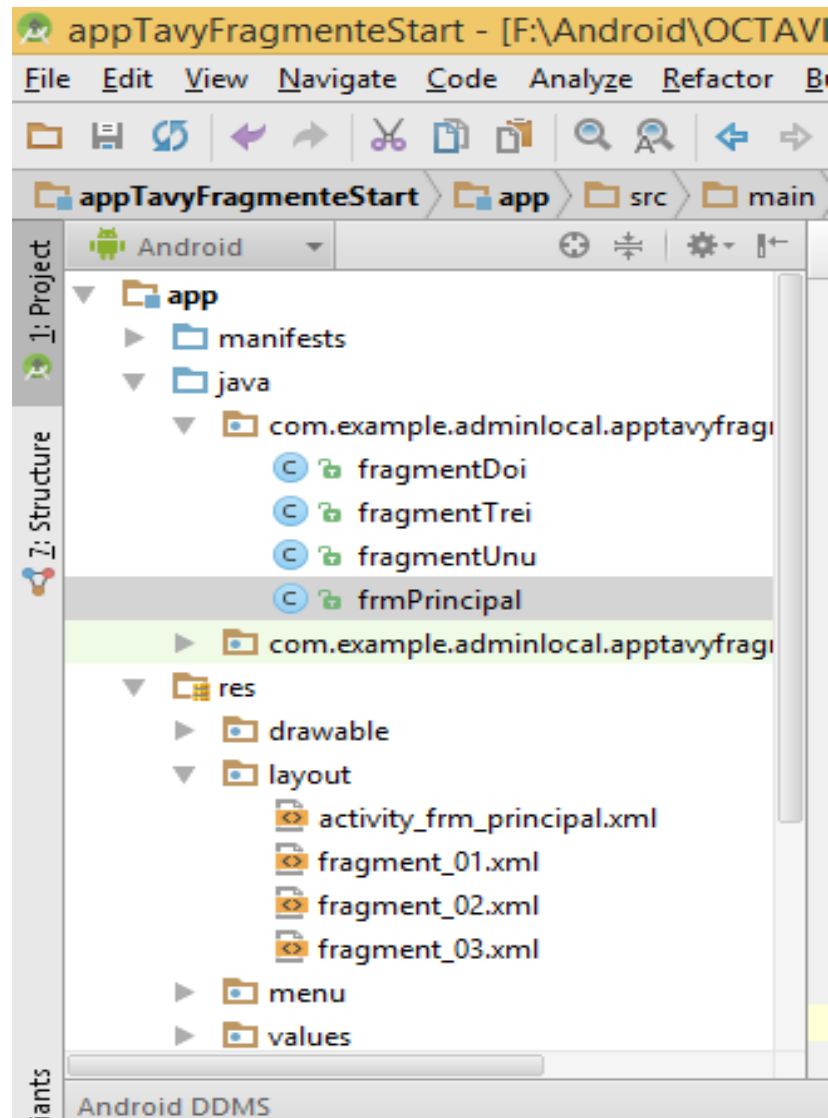 appTavyFragmenteStart - [F:\Android\OCTAV
File Edit View Navigate Code Analyze Refactor
appTavyFragmenteStart app src main
1: Project
Android
app
manifests
java
com.example.adminlocal.apptavyfrag
fragmentDoi
fragmentTrei
fragmentUnu
frmPrincipal
com.example.adminlocal.apptavyfrag
res
drawable
layout
activity_frm_principal.xml
fragment_01.xml
fragment_02.xml
fragment_03.xml
menu
values
7: Structure
iants
Android DDMS